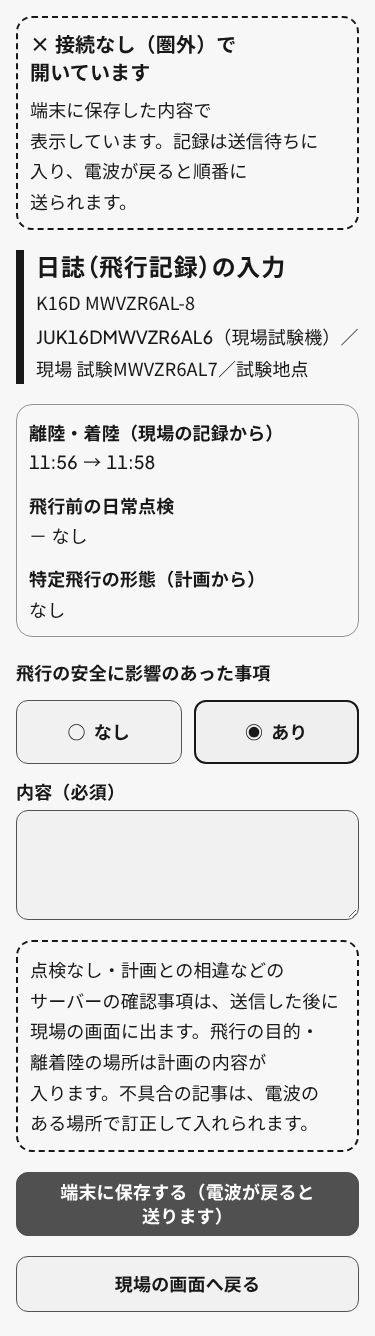 × 接続なし（圏外）で
開いています
端末に保存した内容で
表示しています。記録は送信待ちに
入り、電波が戻ると順番に
送られます。
日誌（飛行記録）の入力
K16D MWVZR6AL-8
JUK16DMWVZR6AL6（現場試験機）／
現場 試験MWVZR6AL7／試験地点
離陸・着陸（現場の記録から）
11:56 → 11:58
飛行前の日常点検
— なし
特定飛行の形態（計画から）
なし
飛行の安全に影響のあった事項
○ なし
◉ あり
内容（必須）
点検なし・計画との相違などの
サーバーの確認事項は、送信した後に
現場の画面に出ます。飛行の目的・
離着陸の場所は計画の内容が
入ります。不具合の記事は、電波の
ある場所で訂正して入れられます。
端末に保存する（電波が戻ると
送ります）
現場の画面へ戻る